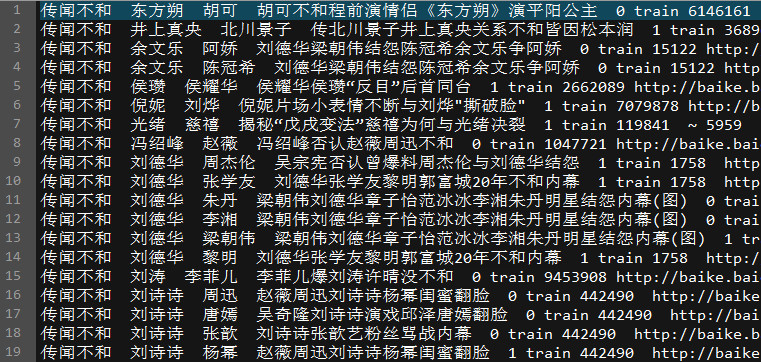 1 传闻不和 东方朔 胡可 胡可不和程前演情侣《东方朔》演平阳公主 0 train 6146161
2 传闻不和 井上真央 北川景子 传北川景子井上真央关系不和皆因松本润 1 train 3689
3 传闻不和 余文乐 阿娇 刘德华梁朝伟结怨陈冠希余文乐争阿娇 0 train 15122 http:/
4 传闻不和 余文乐 陈冠希 刘德华梁朝伟结怨陈冠希余文乐争阿娇 0 train 15122 h
5 传闻不和 侯瓒 侯耀华 侯耀华侯瓒“反目”后首同台 1 train 2662089 http://baike.b
6 传闻不和 倪妮 刘烨 倪妮片场小表情不断与刘烨"撕破脸" 1 train 7079878 http://b
7 传闻不和 光绪 慈禧 揭秘“戊戌变法”慈禧为何与光绪决裂 1 train 119841 ~ 5959
8 传闻不和 冯绍峰 赵薇 冯绍峰否认赵薇周迅不和 0 train 1047721 http://baike.bai
9 传闻不和 刘德华 周杰伦 吴宗宪否认曾爆料周杰伦与刘德华结怨 1 train 1758 http
10 传闻不和 刘德华 张学友 刘德华张学友黎明郭富城20年不和内幕 1 train 1758 http
11 传闻不和 刘德华 朱丹 梁朝伟刘德华章子怡范冰冰李湘朱丹明星结怨内幕(图) 0 trai
12 传闻不和 刘德华 李湘 梁朝伟刘德华章子怡范冰冰李湘朱丹明星结怨内幕(图) 0 trai
13 传闻不和 刘德华 梁朝伟 梁朝伟刘德华章子怡范冰冰李湘朱丹明星结怨内幕(图) 1 tr
14 传闻不和 刘德华 黎明 刘德华张学友黎明郭富城20年不和内幕 1 train 1758 http:/
15 传闻不和 刘涛 李菲儿 李菲儿爆刘涛许晴没不和 0 train 9453908 http://baike.bai
16 传闻不和 刘诗诗 周迅 赵薇周迅刘诗诗杨幂闺蜜翻脸 0 train 442490 http://baike
17 传闻不和 刘诗诗 唐嫣 吴奇隆刘诗诗演戏邱泽唐嫣翻脸 0 train 442490 http://bai
18 传闻不和 刘诗诗 张歆 刘诗诗张歆艺粉丝骂战内幕 0 train 442490 http://baike.ba
19 传闻不和 刘诗诗 杨幂 赵薇周迅刘诗诗杨幂闺蜜翻脸 1 train 442490 http://baike